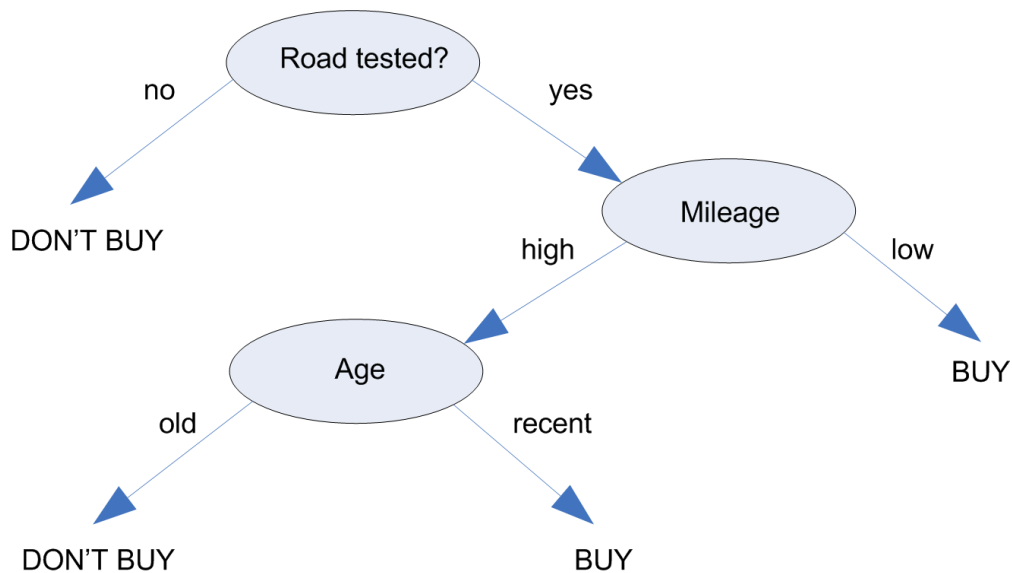 Road tested?
no
yes
DON’T BUY
Mileage
high
low
Age
BUY
old
recent
DON’T BUY
BUY